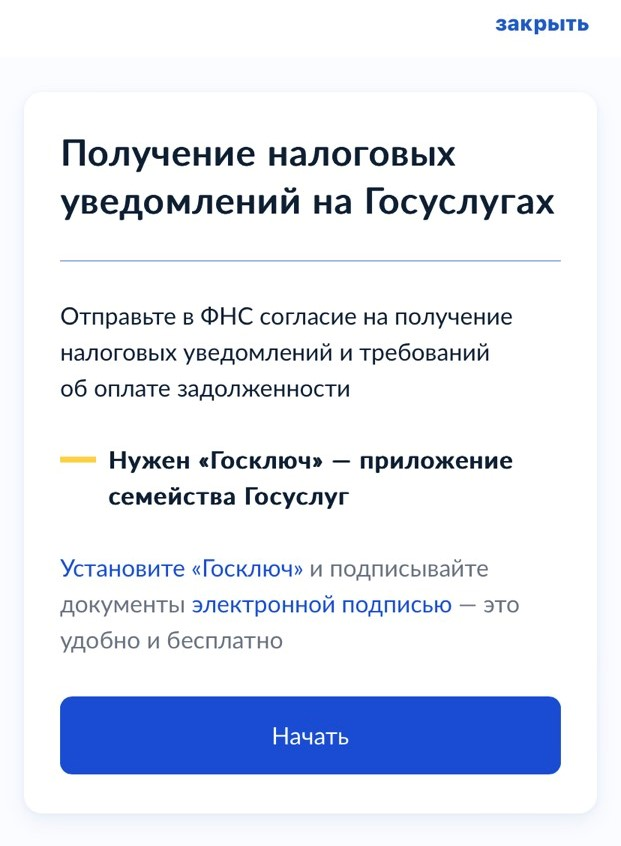 закрыть
Получение налоговых
уведомлений на Госуслугах
Отправьте в ФНС согласие на получение
налоговых уведомлений и требований
об оплате задолженности
Нужен «Госключ» — приложение
семейства Госуслуг
Установите «Госключ» и подписывайте
документы электронной подписью — это
удобно и бесплатно
Начать